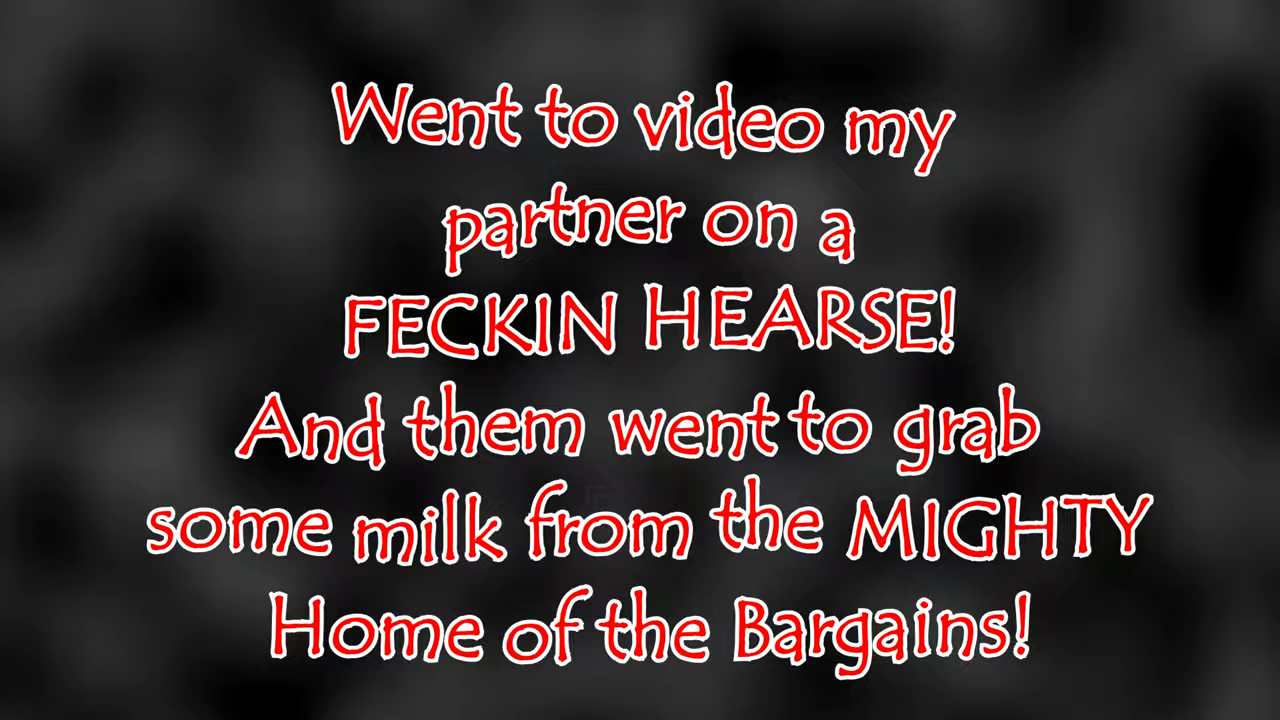 Went to video my
partner on a
FECKIN HEARSE!
And them went to grab
some milk from the MIGHTY
Home of the Bargains!